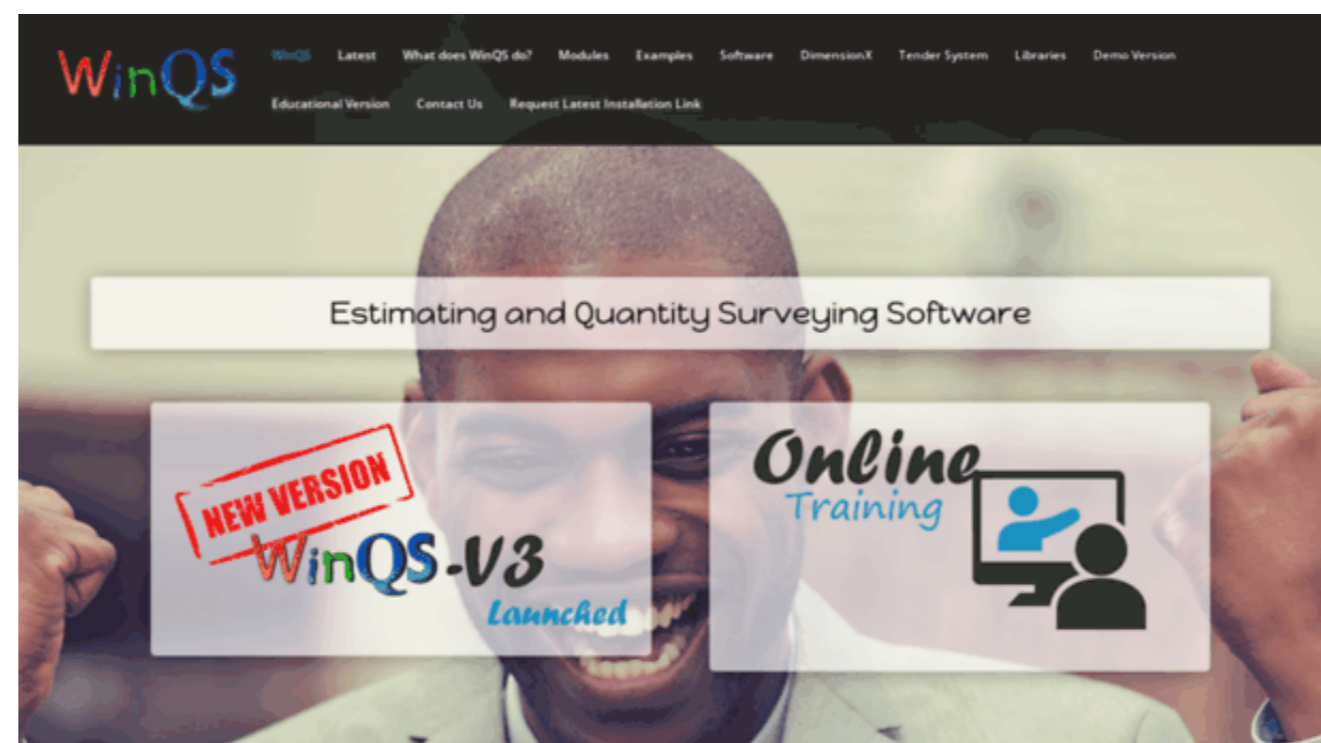 WinQS
WinQS Latest What does WinQS do? Modules Examples Software DimensionX Tender System Libraries Demo Version
Educational Version Contact Us Request Latest Installation Link
Estimating and Quantity Surveying Software
NEW VERSION
WinQS-V3
Launched
Online
Training